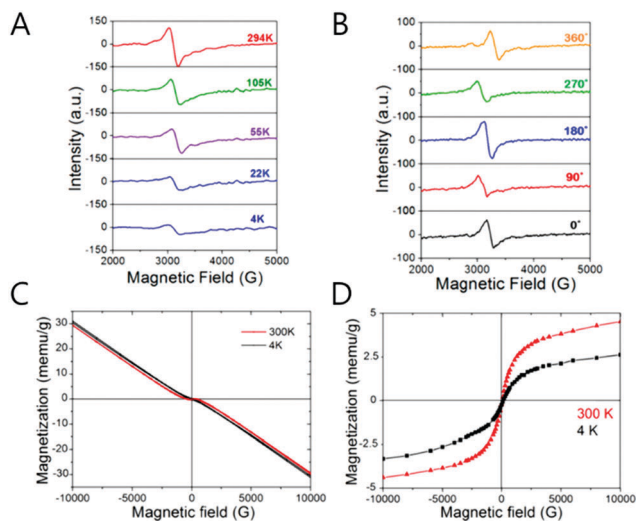 A
B
150
0
-150
0
-150
0
-150
0
-150
0
-150
294K
105K
55K
22K
4K
Intensity (a.u.)
2000 3000 4000 5000
Magnetic Field (G)
100
0
-100
0
-100
0
-100
0
-100
0
-100
360°
270°
180°
90°
0°
Intensity (a.u.)
2000 3000 4000 5000
Magnetic Field (G)
C
D
30
20
10
0
-10
-20
-30
300K
4K
Magnetization (memu/g)
-10000 -5000 0 5000 10000
Magnetic field (G)
5
2.5
0
-2.5
-5
300 K
4 K
Magnetization (memu/g)
-10000 -5000 0 5000 10000
Magnetic field (G)